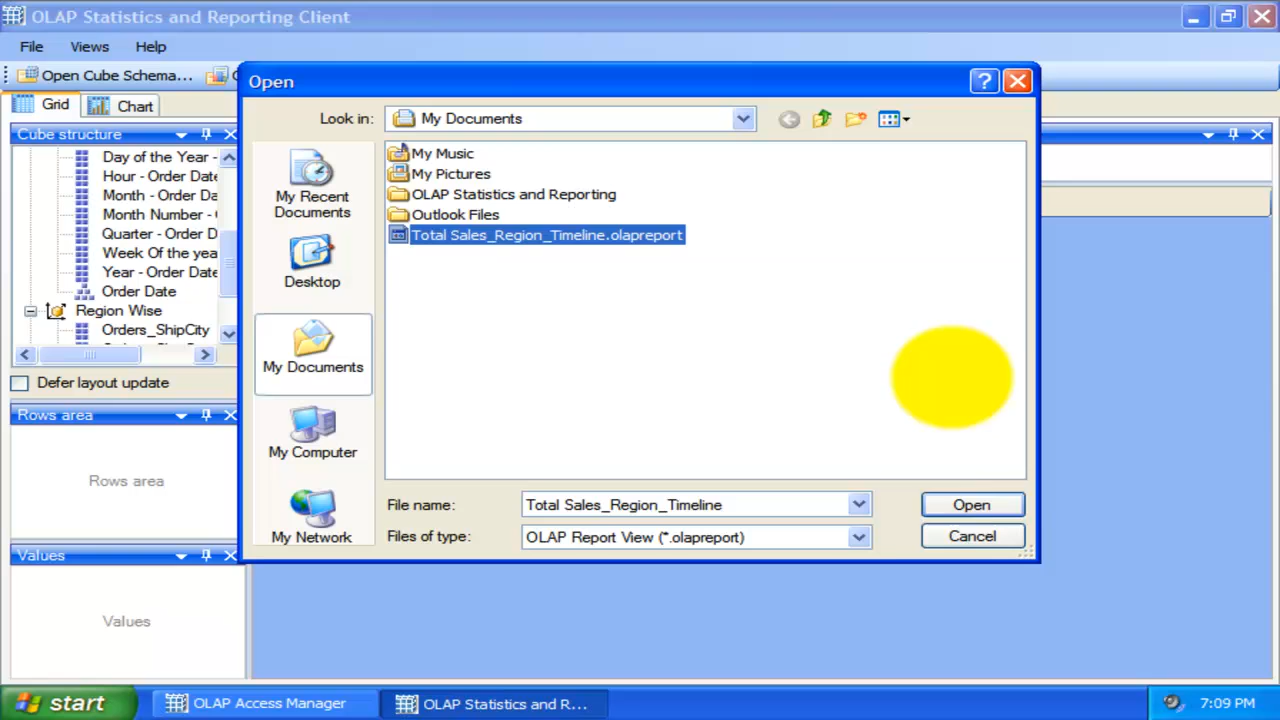 OLAP Statistics and Reporting Client
File Views Help
Open Cube Schema...
Grid Chart
Cube structure
Day of the Year -
Hour - Order Date
Month - Order Da
Month Number -
Quarter - Order D
Week Of the yea
Year - Order Date
Order Date
Region Wise
Orders_ShipCity
Defer layout update
Rows area
Rows area
Values
Values
Open
Look in: My Documents
My Recent
Documents
Desktop
My Documents
My Computer
My Network
My Music
My Pictures
OLAP Statistics and Reporting
Outlook Files
Total Sales_Region_Timeline.olapreport
File name: Total Sales_Region_Timeline Open
Files of type: OLAP Report View (*.olapreport) Cancel
start OLAP Access Manager OLAP Statistics and R... 7:09 PM